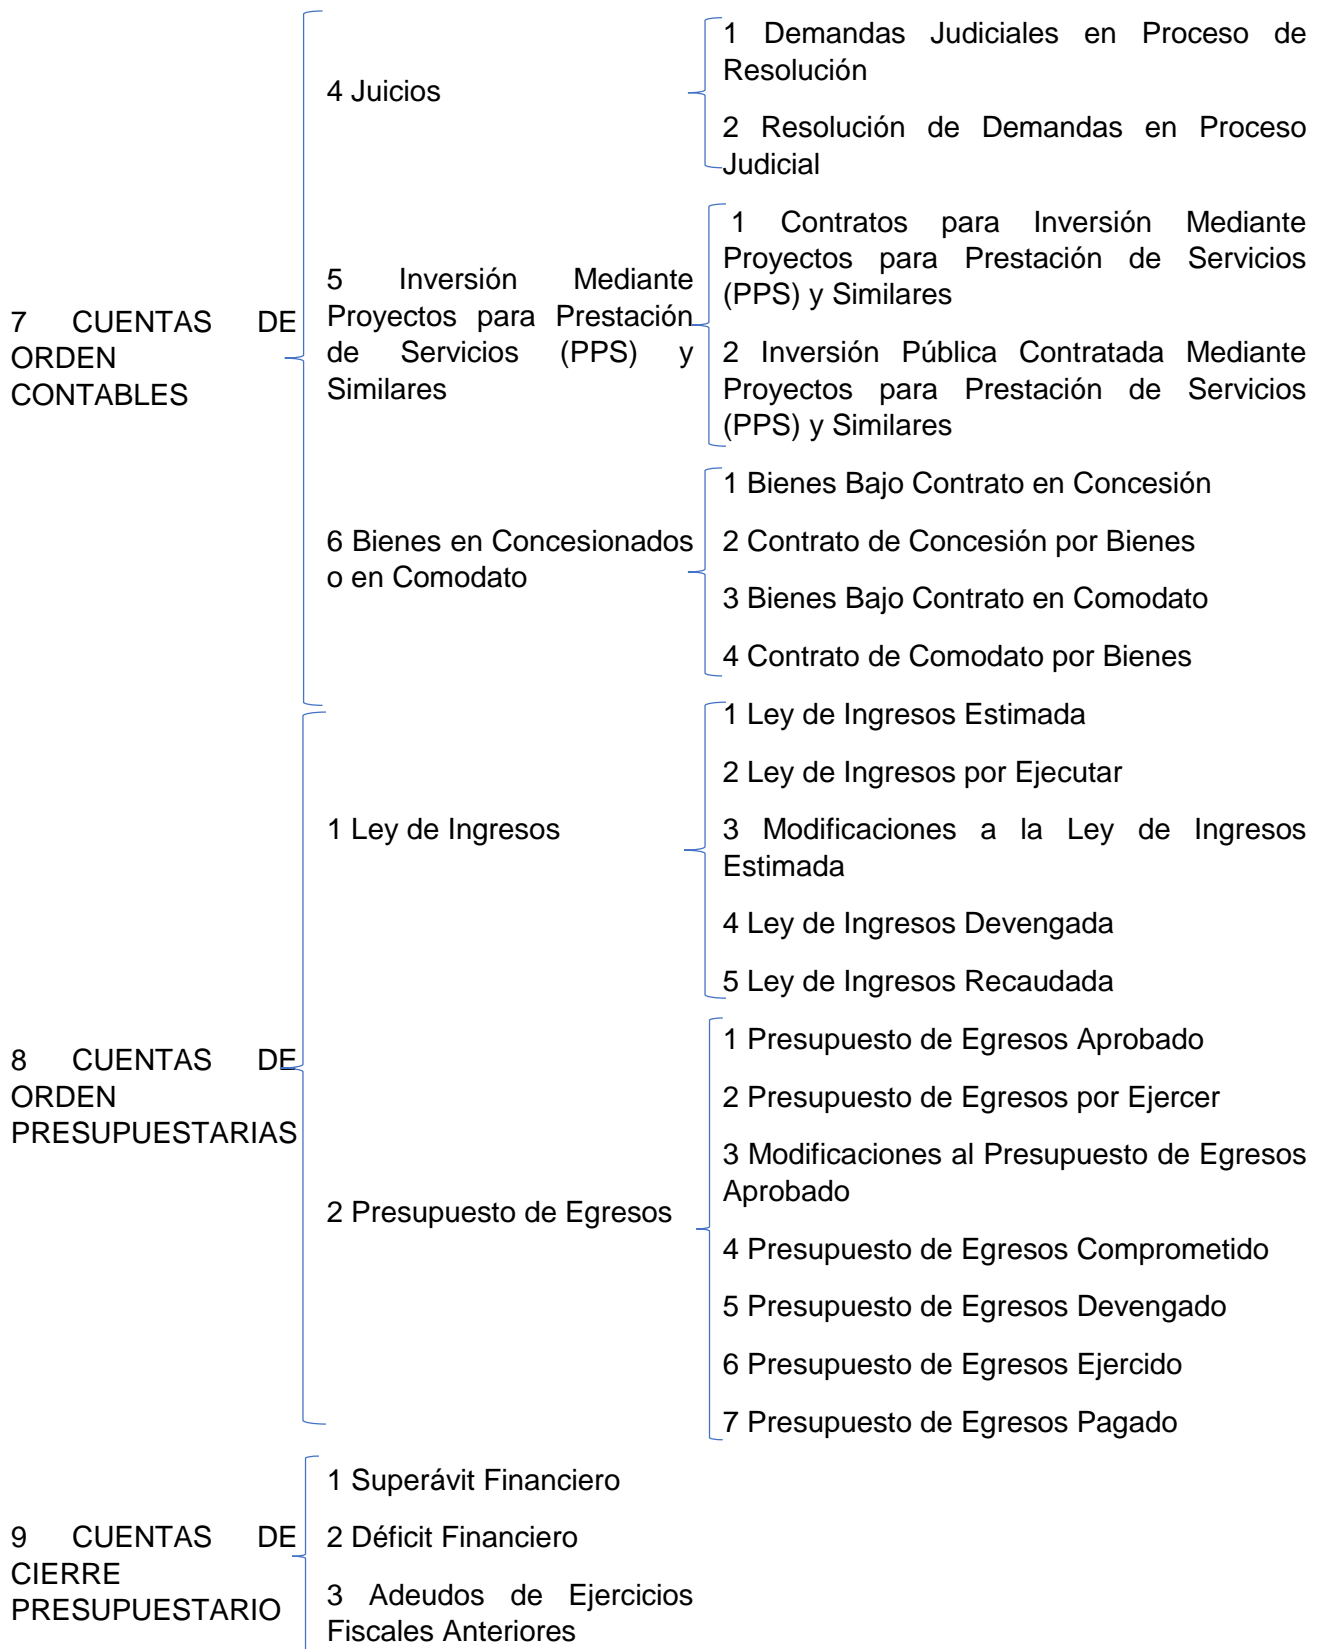 7 CUENTAS DE
ORDEN
CONTABLES
4 Juicios
1 Demandas Judiciales en Proceso de
Resolución
2 Resolución de Demandas en Proceso
Judicial
5 Inversión Mediante
Proyectos para Prestación
de Servicios (PPS) y
Similares
1 Contratos para Inversión Mediante
Proyectos para Prestación de Servicios
(PPS) y Similares
2 Inversión Pública Contratada Mediante
Proyectos para Prestación de Servicios
(PPS) y Similares
6 Bienes en Concesionados
o en Comodato
1 Bienes Bajo Contrato en Concesión
2 Contrato de Concesión por Bienes
3 Bienes Bajo Contrato en Comodato
4 Contrato de Comodato por Bienes
8 CUENTAS DE
ORDEN
PRESUPUESTARIAS
1 Ley de Ingresos
1 Ley de Ingresos Estimada
2 Ley de Ingresos por Ejecutar
3 Modificaciones a la Ley de Ingresos
Estimada
4 Ley de Ingresos Devengada
5 Ley de Ingresos Recaudada
2 Presupuesto de Egresos
1 Presupuesto de Egresos Aprobado
2 Presupuesto de Egresos por Ejercer
3 Modificaciones al Presupuesto de Egresos
Aprobado
4 Presupuesto de Egresos Comprometido
5 Presupuesto de Egresos Devengado
6 Presupuesto de Egresos Ejercido
7 Presupuesto de Egresos Pagado
9 CUENTAS DE
CIERRE
PRESUPUESTARIO
1 Superávit Financiero
2 Déficit Financiero
3 Adeudos de Ejercicios
Fiscales Anteriores